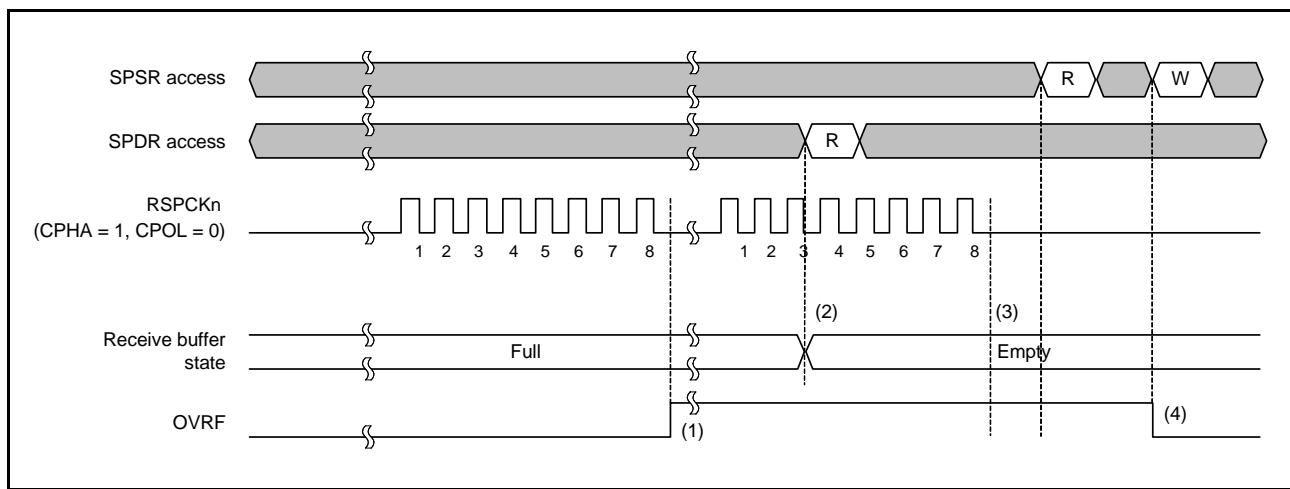 SPSR access
R
W
SPDR access
R
RSPCKn
(CPHA = 1, CPOL = 0)
1 2 3 4 5 6 7 8 1 2 3 4 5 6 7 8
(2) (3)
Receive buffer
state
Full
Empty
OVRF
(1)
(4)